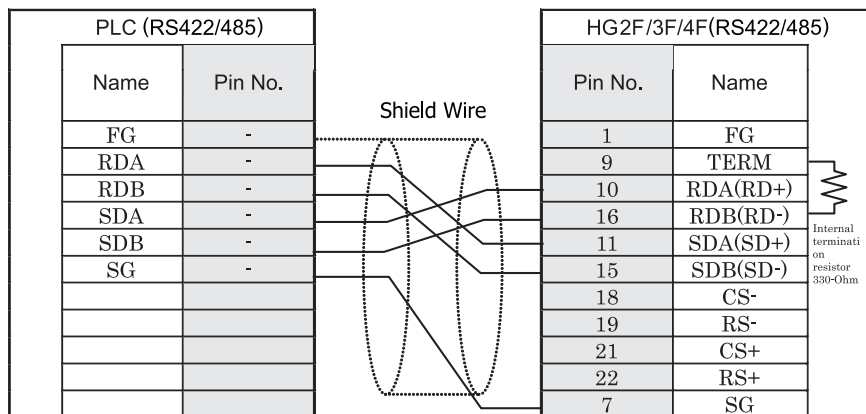 PLC (RS422/485)
HG2F/3F/4F(RS422/485)
Name Pin No.
Pin No. Name
Shield Wire
FG - 1 FG
RDA - 9 TERM
RDB - 10 RDA(RD+)
SDA - 16 RDB(RD-)
SDB - 11 SDA(SD+)
SG - 15 SDB(SD-)
18 CS-
19 RS-
21 CS+
22 RS+
7 SG
Internal
terminati
on
resistor
330-Ohm